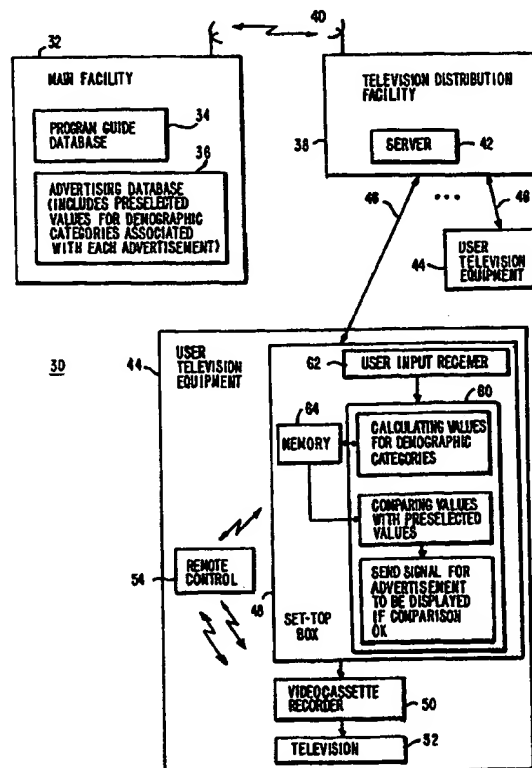 32
40
MAIN FACILITY
PROGRAM GUIDE
DATABASE
34
36
ADVERTISING DATABASE
(INCLUDES PRESELECTED
VALUES FOR DEMOGRAPHIC
CATEGORIES ASSOCIATED
WITH EACH ADVERTISEMENT)
TELEVISION DISTRIBUTION
FACILITY
38
SERVER
42
46
...
46
44
USER
TELEVISION
EQUIPMENT
30
44
USER
TELEVISION
EQUIPMENT
62
USER INPUT RECEIVER
60
64
MEMORY
CALCULATING VALUES
FOR DEMOGRAPHIC
CATEGORIES
COMPARING VALUES
WITH PRESELECTED
VALUES
SEND SIGNAL FOR
ADVERTISEMENT
TO BE DISPLAYED
IF COMPARISON
OK
REMOTE
CONTROL
54
48
SET-TOP
BOX
VIDEOCASSETTE
RECORDER
50
TELEVISION
52